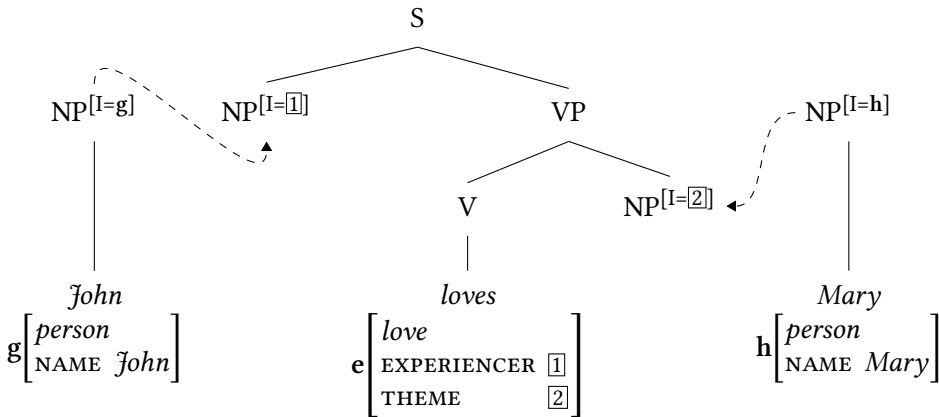 S
NP[I=g] NP[I=1] VP NP[I=h]
V NP[I=2]
John loves Mary
g[person e[love h[person
NAME John] EXPERIENCER 1 NAME Mary]
THEME 2]